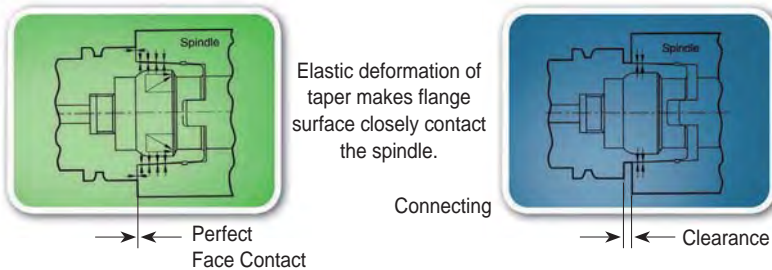 Spindle
Elastic deformation of
taper makes flange
surface closely contact
the spindle.
Perfect
Face Contact
Spindle
Connecting
Clearance